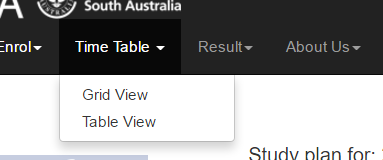 South Australia
Enrol Time Table Result About Us
Grid View
Table View
Study plan for: